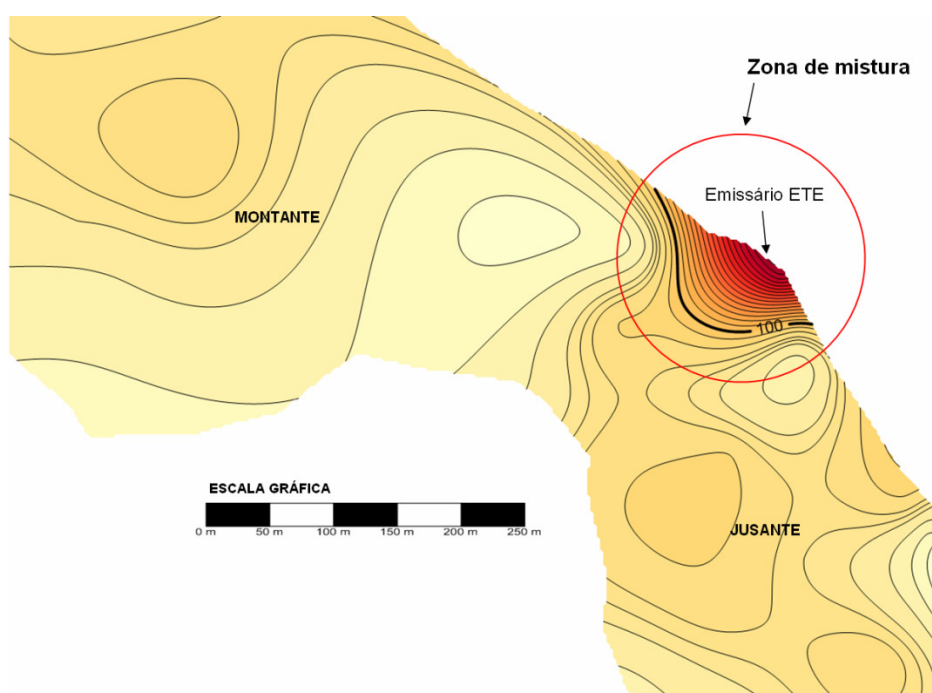 Zona de mistura
Emissário ETE
MONTANTE
100
ESCALA GRÁFICA
0 m 50 m 100 m 150 m 200 m 250 m
JUSANTE